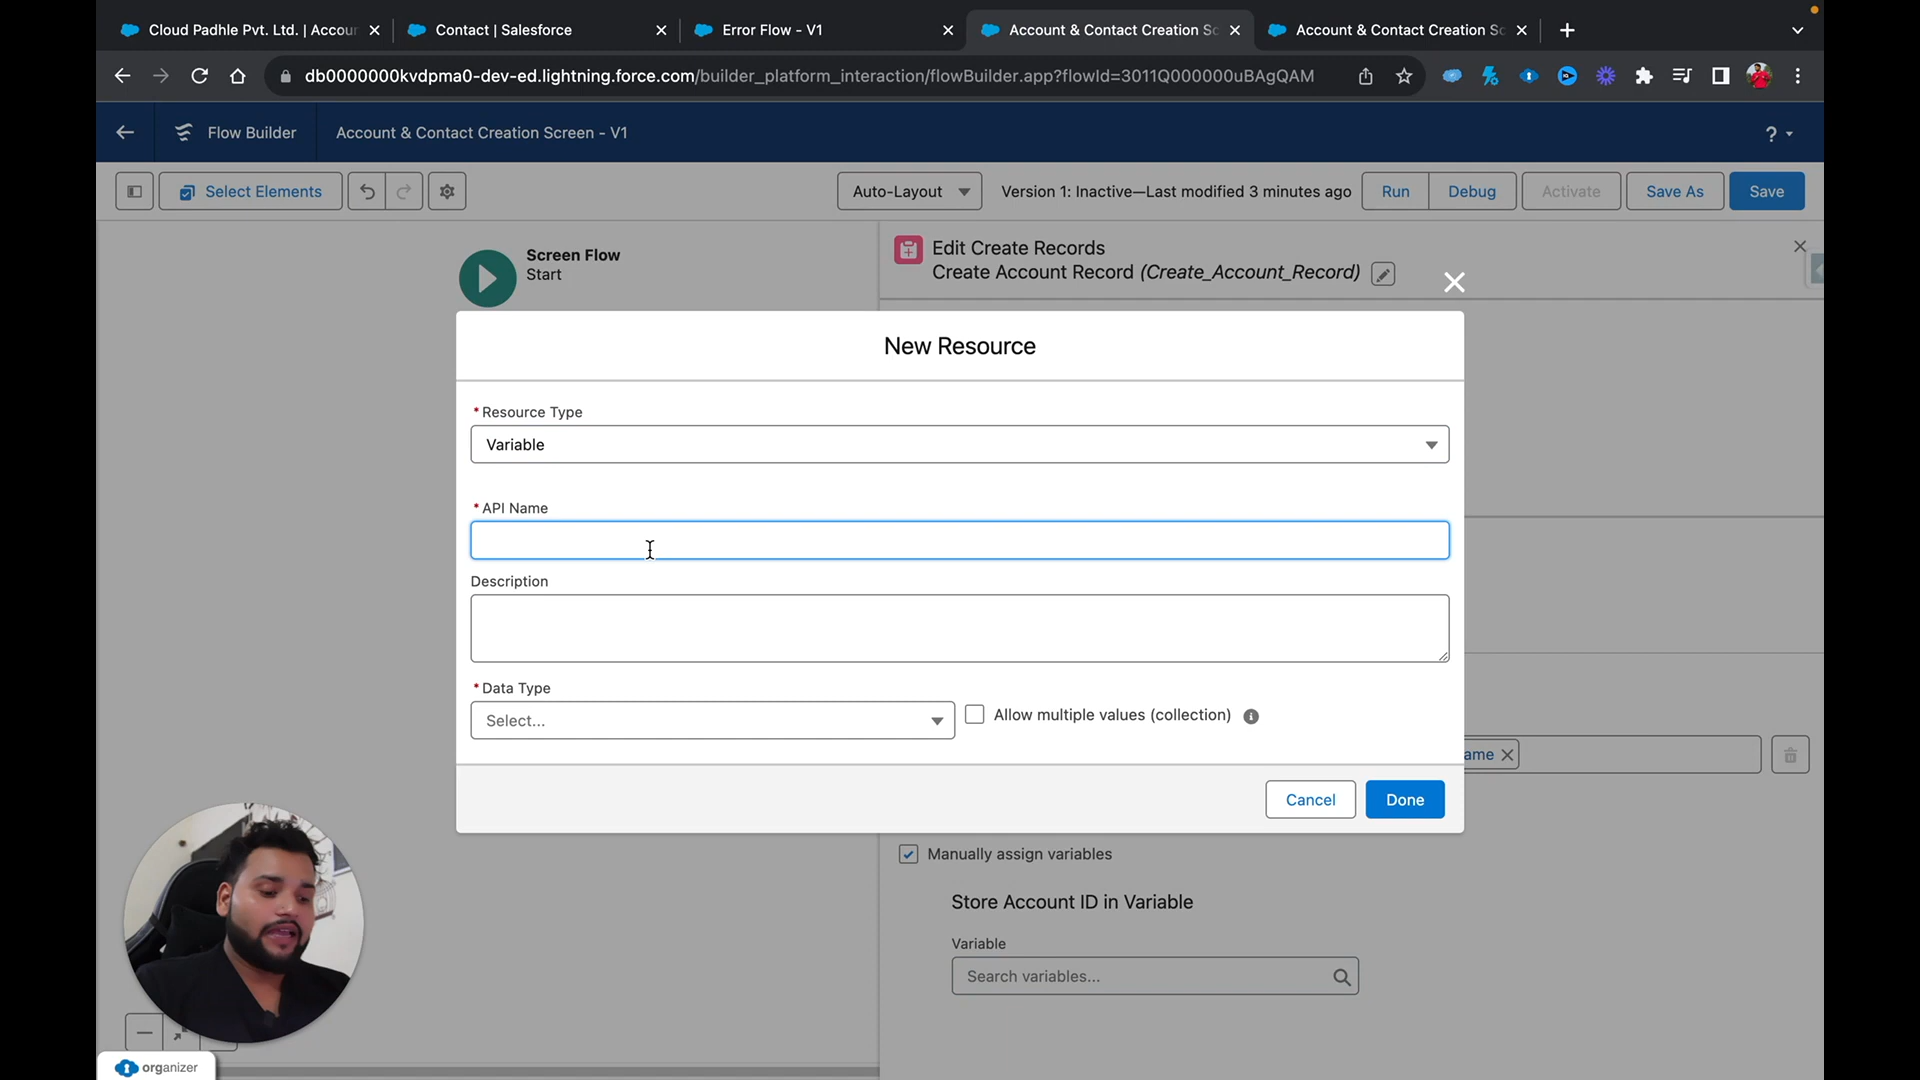 Cloud Padhle Pvt. Ltd. | Accour
Contact | Salesforce
Error Flow - V1
Account & Contact Creation Sc
Account & Contact Creation Sc
db0000000kvdpma0-dev-ed.lightning.force.com/builder_platform_interaction/flowBuilder.app?flowId=3011Q000000uBAgQAM
Flow Builder
Account & Contact Creation Screen - V1
?
Select Elements
Auto-Layout
Version 1: Inactive—Last modified 3 minutes ago
Run
Debug
Activate
Save As
Save
Screen Flow
Start
Edit Create Records
Create Account Record (Create_Account_Record)
New Resource
* Resource Type
Variable
* API Name
Description
* Data Type
Select...
Allow multiple values (collection)
ame
Cancel
Done
Manually assign variables
Store Account ID in Variable
Variable
Search variables...
organizer